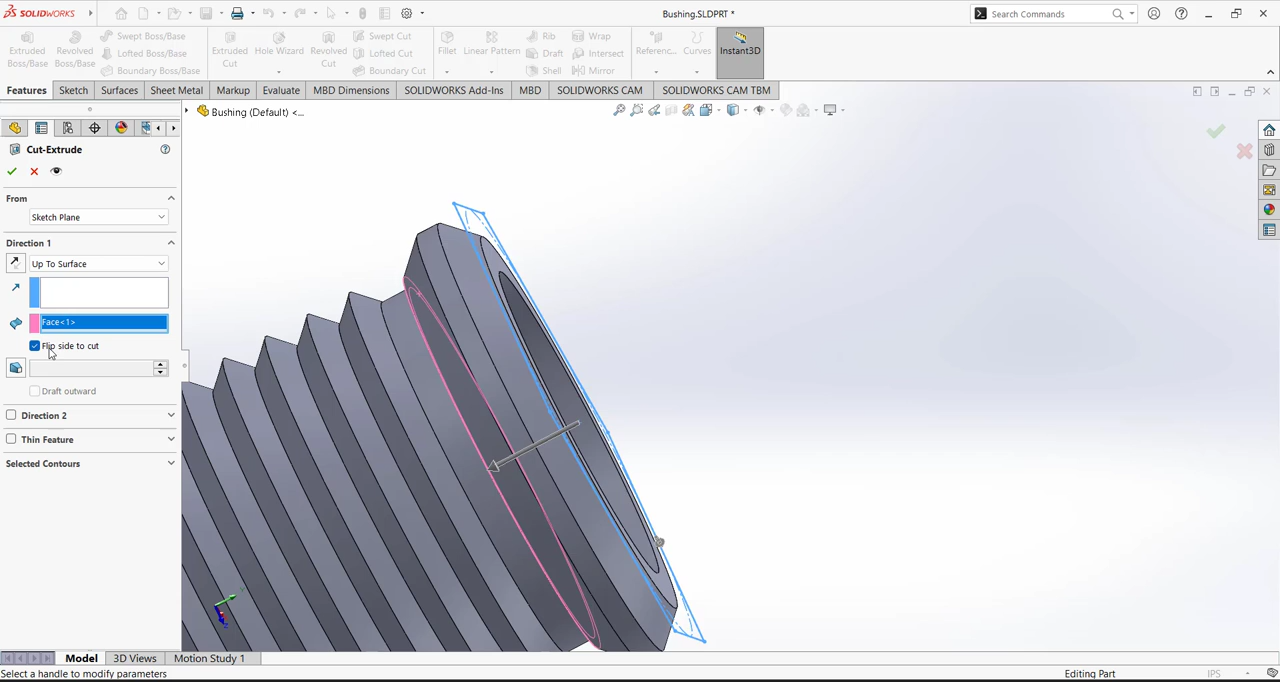 SOLIDWORKS
Bushing.SLDPRT *
Search Commands
Extruded Boss/Base
Revolved Boss/Base
Swept Boss/Base
Lofted Boss/Base
Boundary Boss/Base
Extruded Cut
Hole Wizard
Revolved Cut
Swept Cut
Lofted Cut
Boundary Cut
Fillet
Linear Pattern
Rib
Draft
Shell
Wrap
Intersect
Mirror
Referenc...
Curves
Instant3D
Features
Sketch
Surfaces
Sheet Metal
Markup
Evaluate
MBD Dimensions
SOLIDWORKS Add-Ins
MBD
SOLIDWORKS CAM
SOLIDWORKS CAM TBM
Bushing (Default) <...
Cut-Extrude
From
Sketch Plane
Direction 1
Up To Surface
Face<1>
Flip side to cut
Draft outward
Direction 2
Thin Feature
Selected Contours
Model
3D Views
Motion Study 1
Select a handle to modify parameters
Editing Part
IPS